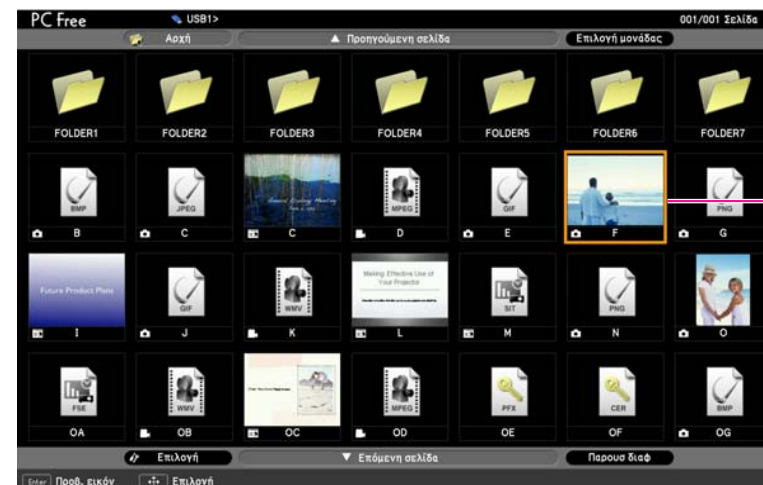 PC Free USB1> 001/001 Σελίδα
Αρχή ▲ Προηγούμενη σελίδα Επιλογή μονάδας
FOLDER1 FOLDER2 FOLDER3 FOLDER4 FOLDER5 FOLDER6 FOLDER7
BMP JPEG MPEG GIF PNG
B C C D E F G
Future Product Plans GIF WMV Making Effective Use of Your Projector SIT PNG
I J K L M N O
FSE WMV MPEG PFX CER BMP
OA OB OC OD OE OF OG
Επιλογή ▼ Επόμενη σελίδα Παρουσ διαφ
Enter Προβ. εικόν Επιλογή